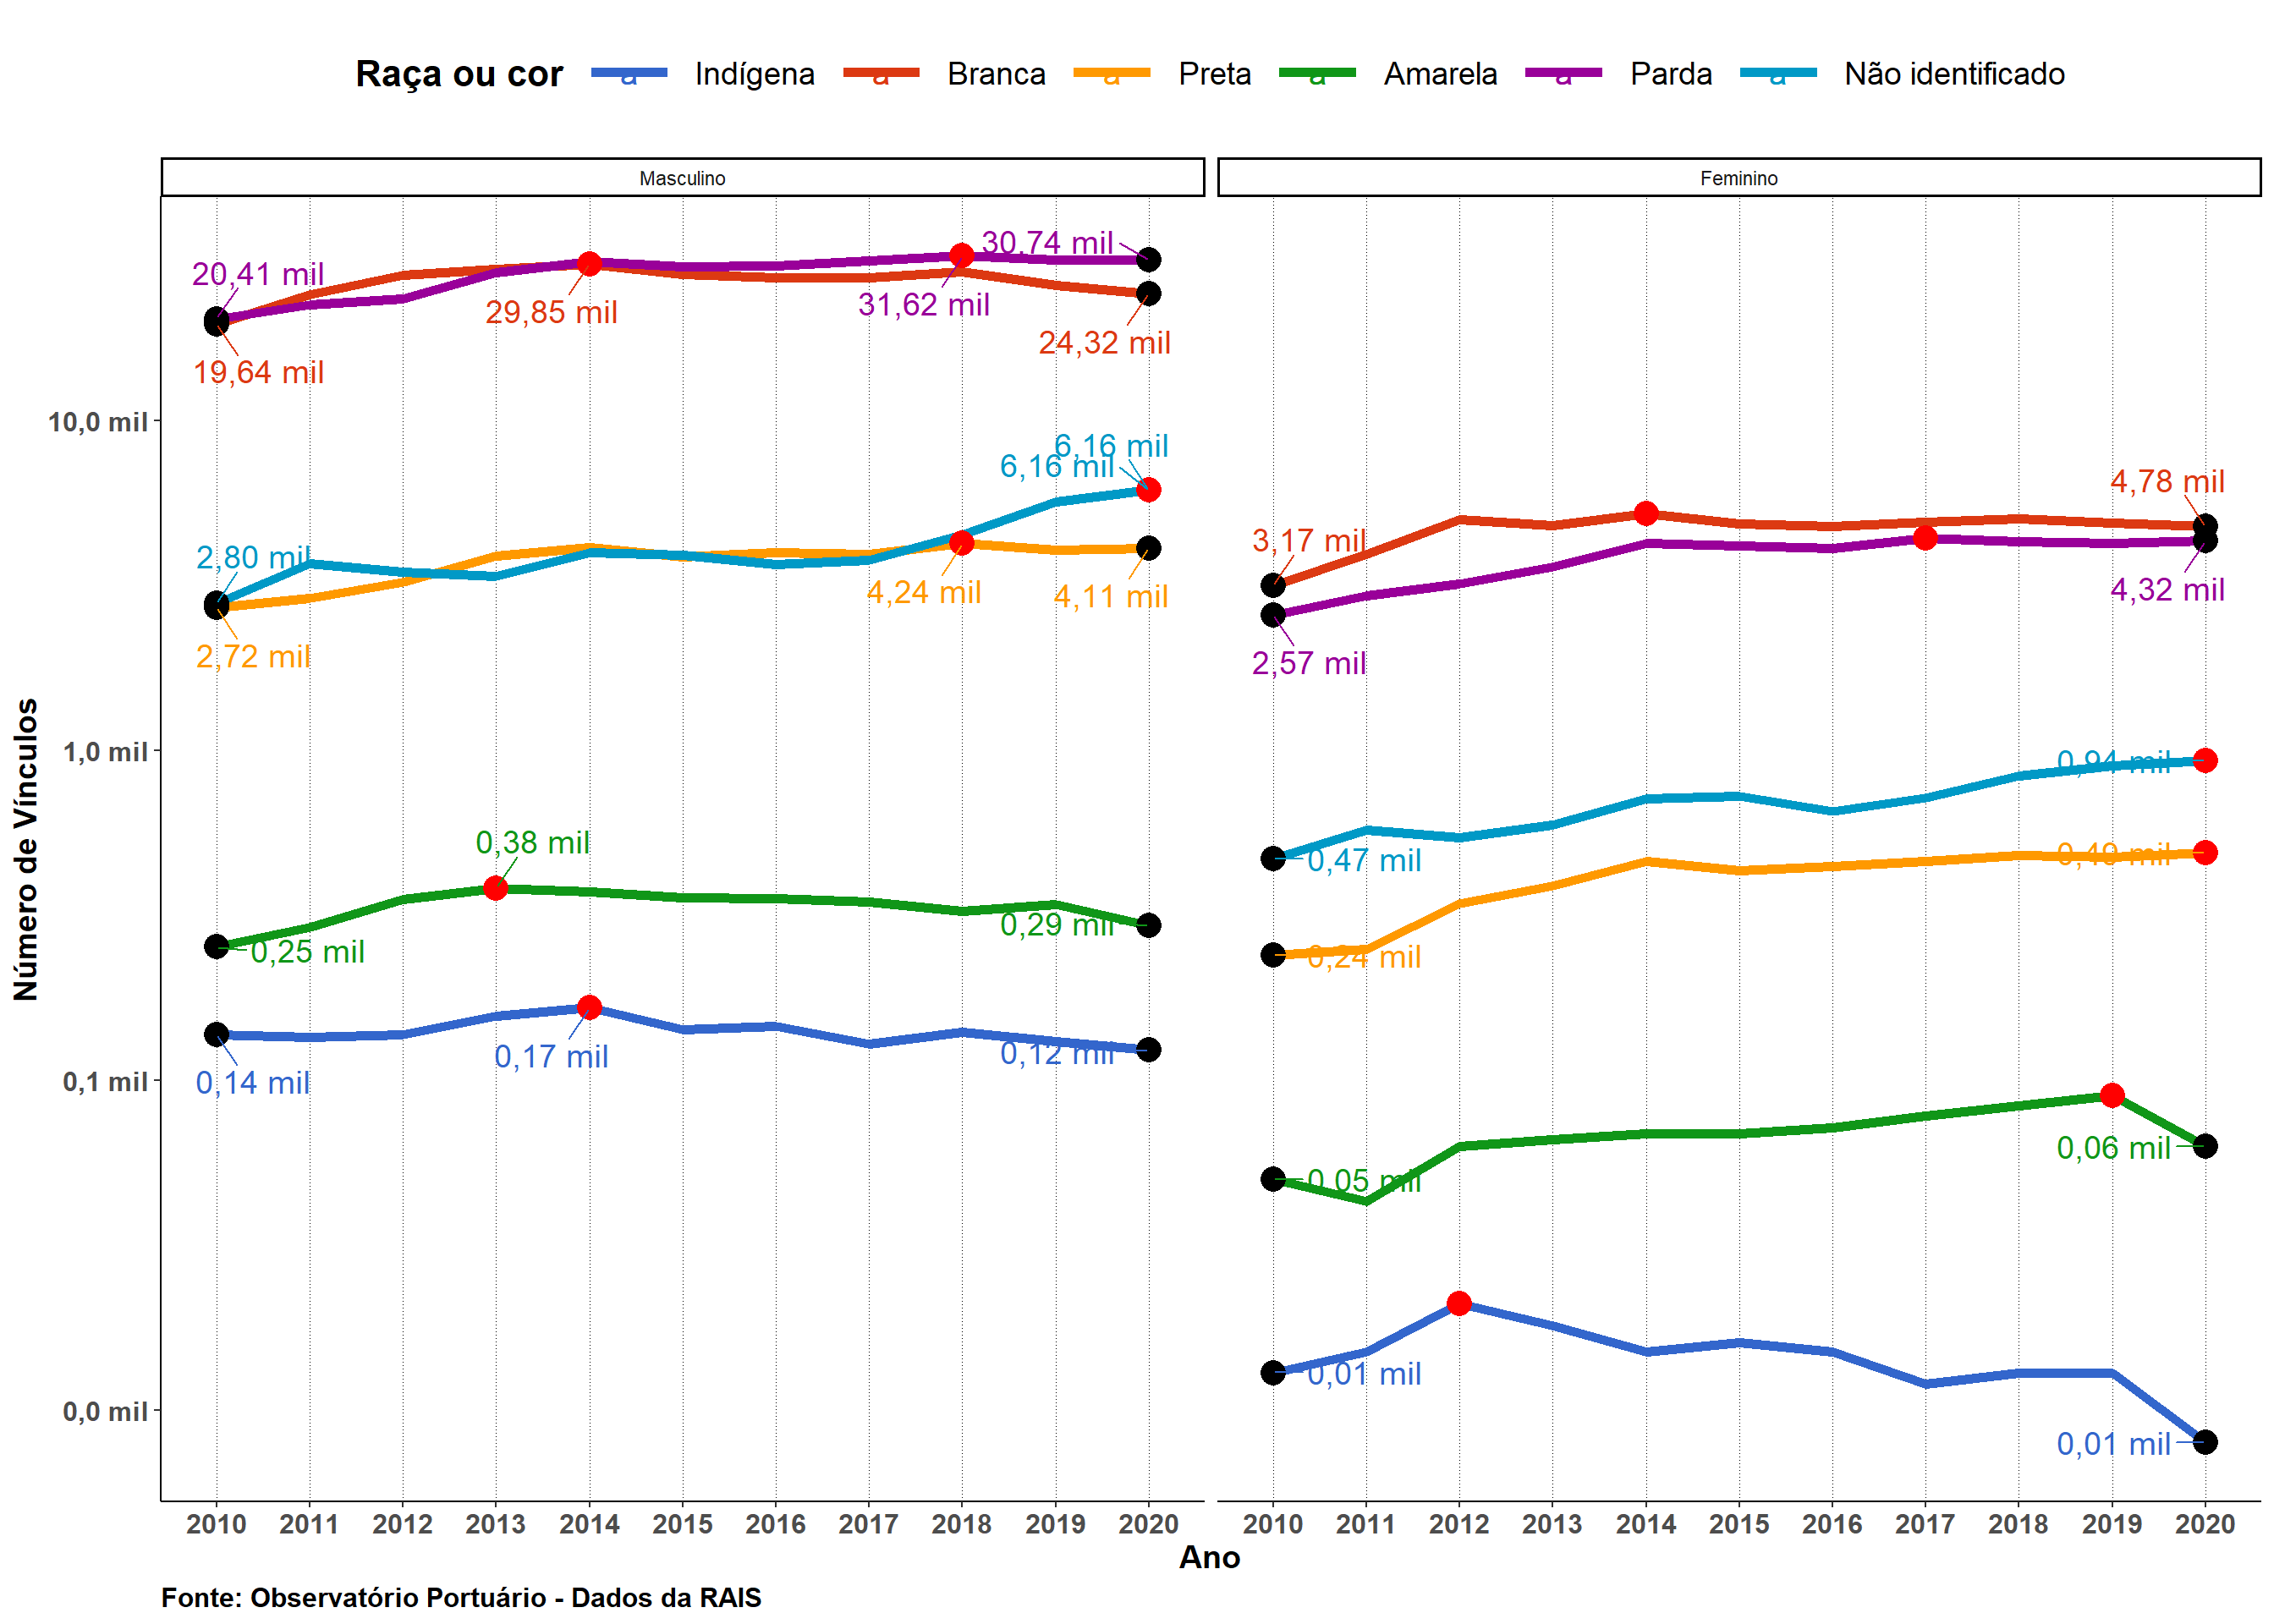 Raça ou cor a Indígena a Branca a Preta a Amarela a Parda a Não identificado
Masculino
Feminino
Número de Vínculos
10,0 mil
1,0 mil
0,1 mil
0,0 mil
20,41 mil
19,64 mil
29,85 mil
31,62 mil
30,74 mil
24,32 mil
6,16 mil
6,16 mil
2,80 mil
2,72 mil
4,24 mil
4,11 mil
0,38 mil
0,25 mil
0,29 mil
0,14 mil
0,17 mil
0,12 mil
4,78 mil
3,17 mil
4,32 mil
2,57 mil
0,94 mil
0,47 mil
0,49 mil
0,24 mil
0,05 mil
0,06 mil
0,01 mil
0,01 mil
2010 2011 2012 2013 2014 2015 2016 2017 2018 2019 2020
2010 2011 2012 2013 2014 2015 2016 2017 2018 2019 2020
Ano
Fonte: Observatório Portuário - Dados da RAIS